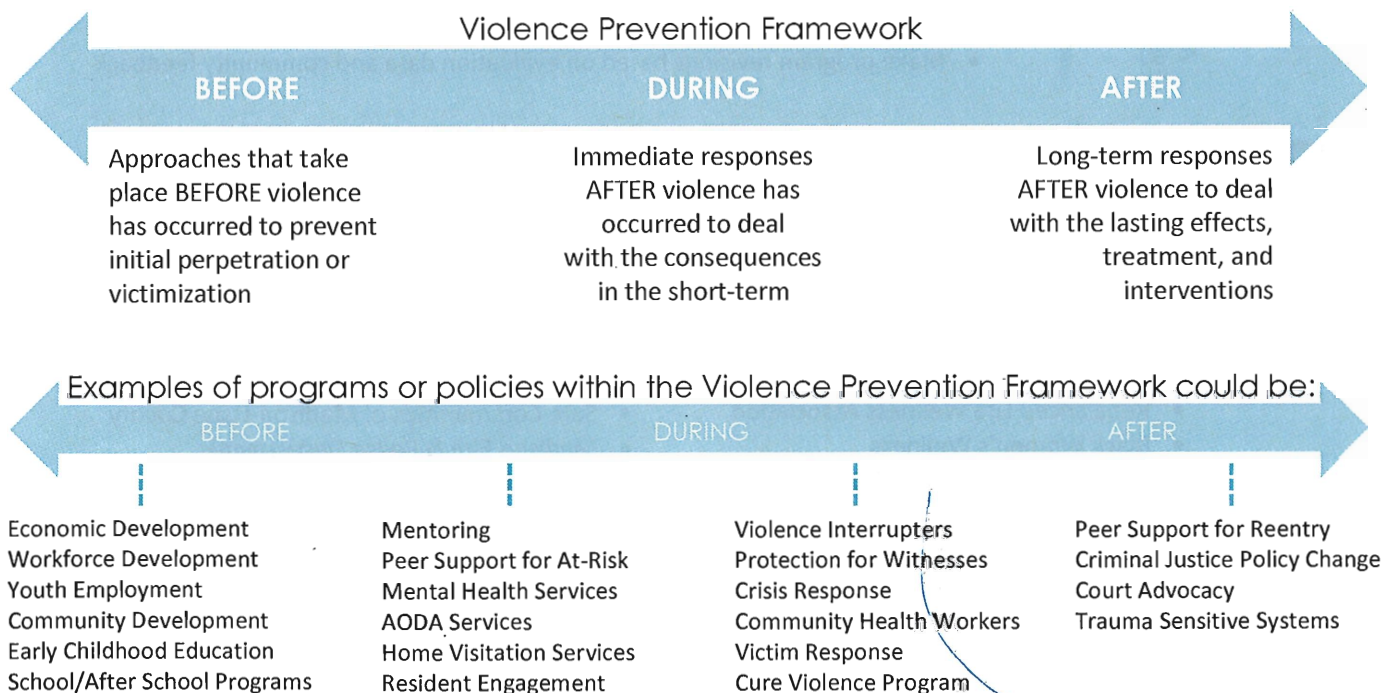 Violence Prevention Framework
BEFORE
DURING
AFTER
Approaches that take
place BEFORE violence
has occurred to prevent
initial perpetration or
victimization
Immediate responses
AFTER violence has
occurred to deal
with the consequences
in the short-term
Long-term responses
AFTER violence to deal
with the lasting effects,
treatment, and
interventions
Examples of programs or policies within the Violence Prevention Framework could be:
BEFORE
DURING
AFTER
Economic Development
Workforce Development
Youth Employment
Community Development
Early Childhood Education
School/After School Programs
Mentoring
Peer Support for At-Risk
Mental Health Services
AODA Services
Home Visitation Services
Resident Engagement
Violence Interrupters
Protection for Witnesses
Crisis Response
Community Health Workers
Victim Response
Cure Violence Program
Peer Support for Reentry
Criminal Justice Policy Change
Court Advocacy
Trauma Sensitive Systems